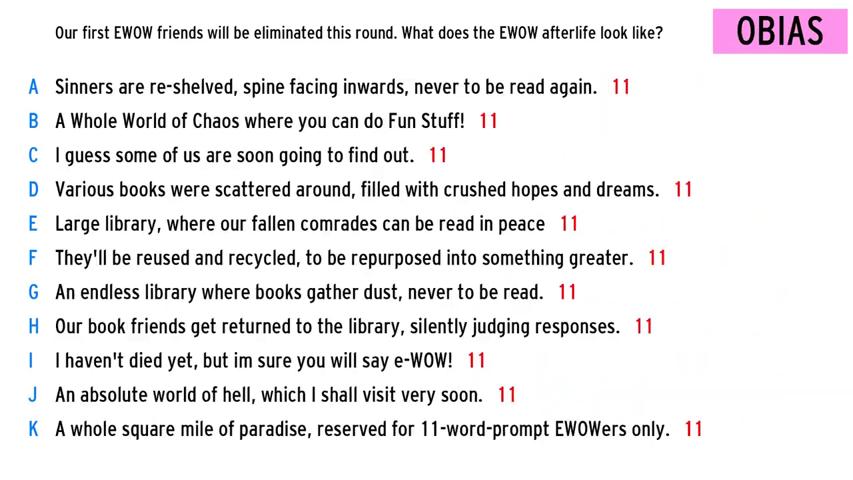 Our first EWOW friends will be eliminated this round. What does the EWOW afterlife look like?
OBIAS
A Sinners are re-shelved, spine facing inwards, never to be read again. 11
B A Whole World of Chaos where you can do Fun Stuff! 11
C I guess some of us are soon going to find out. 11
D Various books were scattered around, filled with crushed hopes and dreams. 11
E Large library, where our fallen comrades can be read in peace 11
F They'll be reused and recycled, to be repurposed into something greater. 11
G An endless library where books gather dust, never to be read. 11
H Our book friends get returned to the library, silently judging responses. 11
I I haven't died yet, but im sure you will say e-WOW! 11
J An absolute world of hell, which I shall visit very soon. 11
K A whole square mile of paradise, reserved for 11-word-prompt EWOWers only. 11